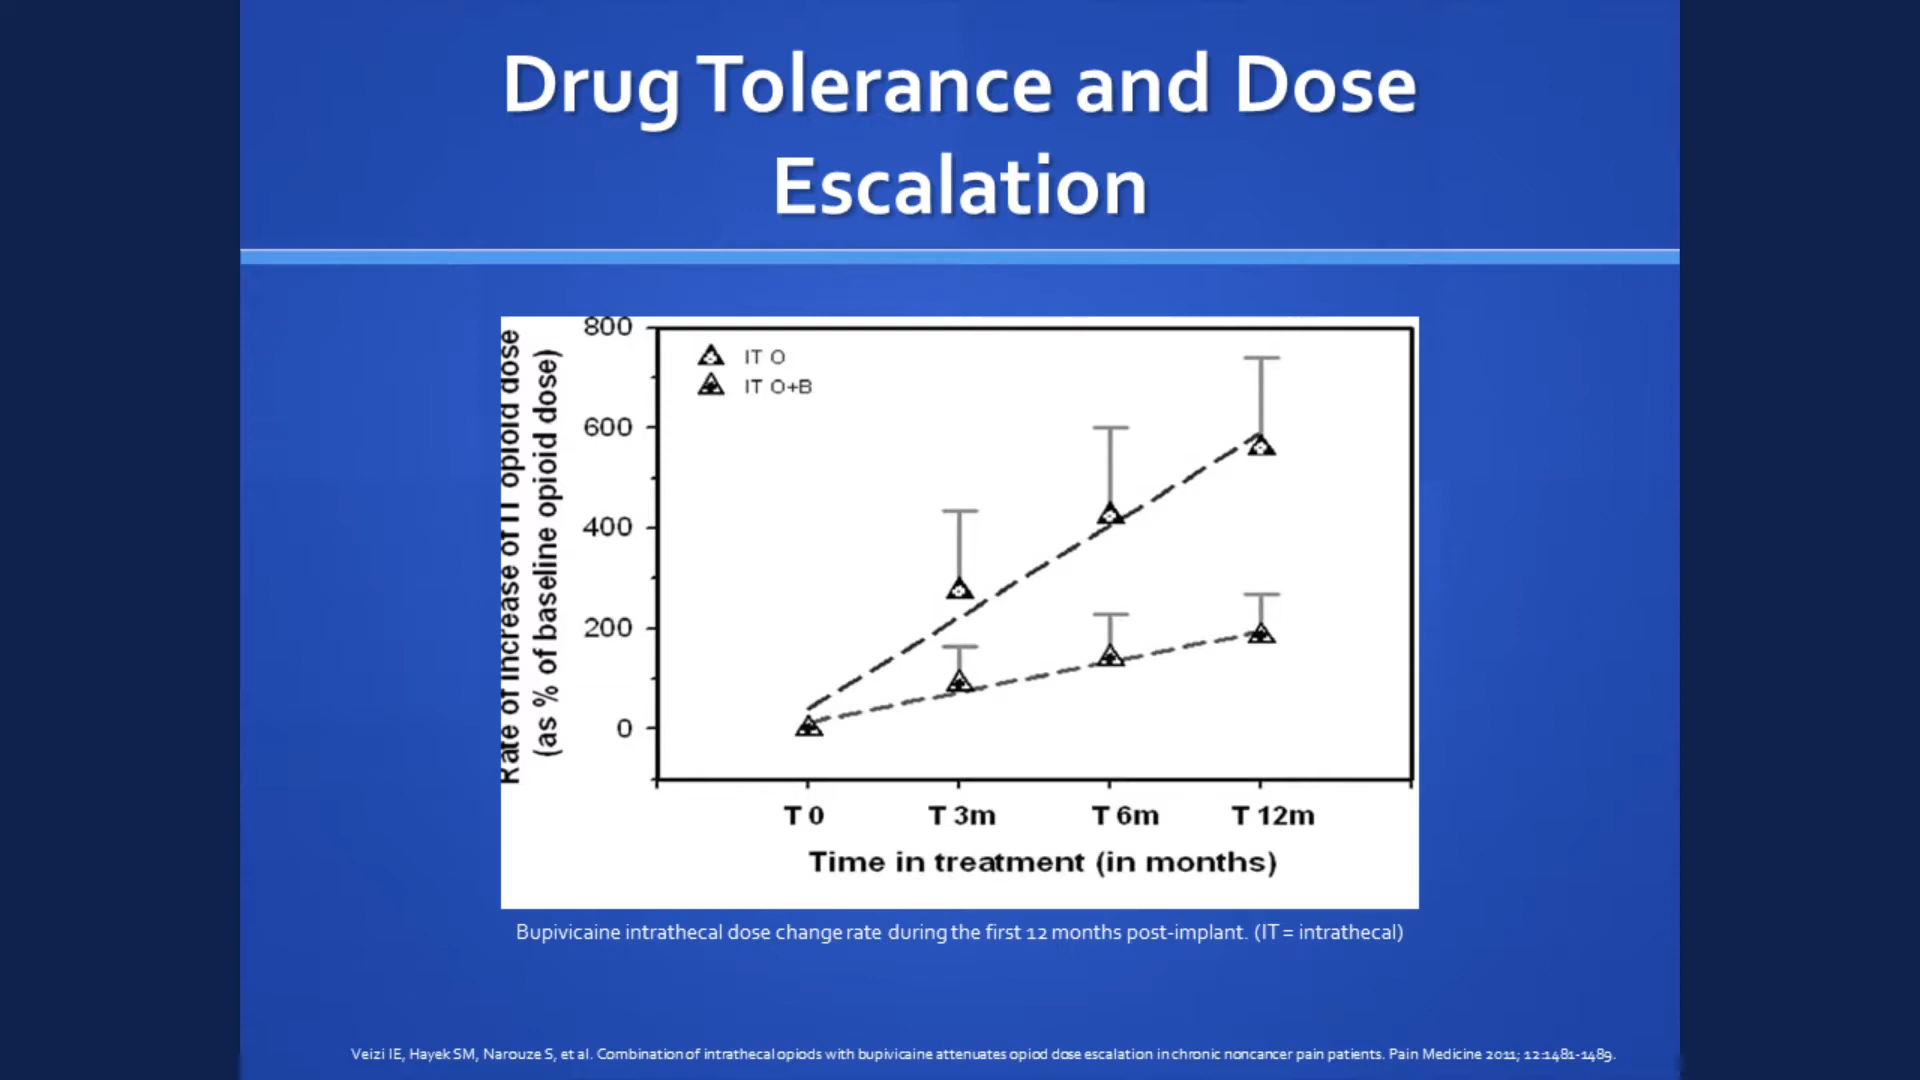 Drug Tolerance and Dose
Escalation
Rate of increase of IT opioid dose
(as % of baseline opioid dose)
800
600
400
200
0
IT O
IT O+B
T 0
T 3m
T 6m
T 12m
Time in treatment (in months)
Bupivicaine intrathecal dose change rate during the first 12 months post-implant. (IT = intrathecal)
Veizi IE, Hayek SM, Narouze S, et al. Combination of intrathecal opiods with bupivicaine attenuates opiod dose escalation in chronic noncancer pain patients. Pain Medicine 2011; 12:1481-1489.